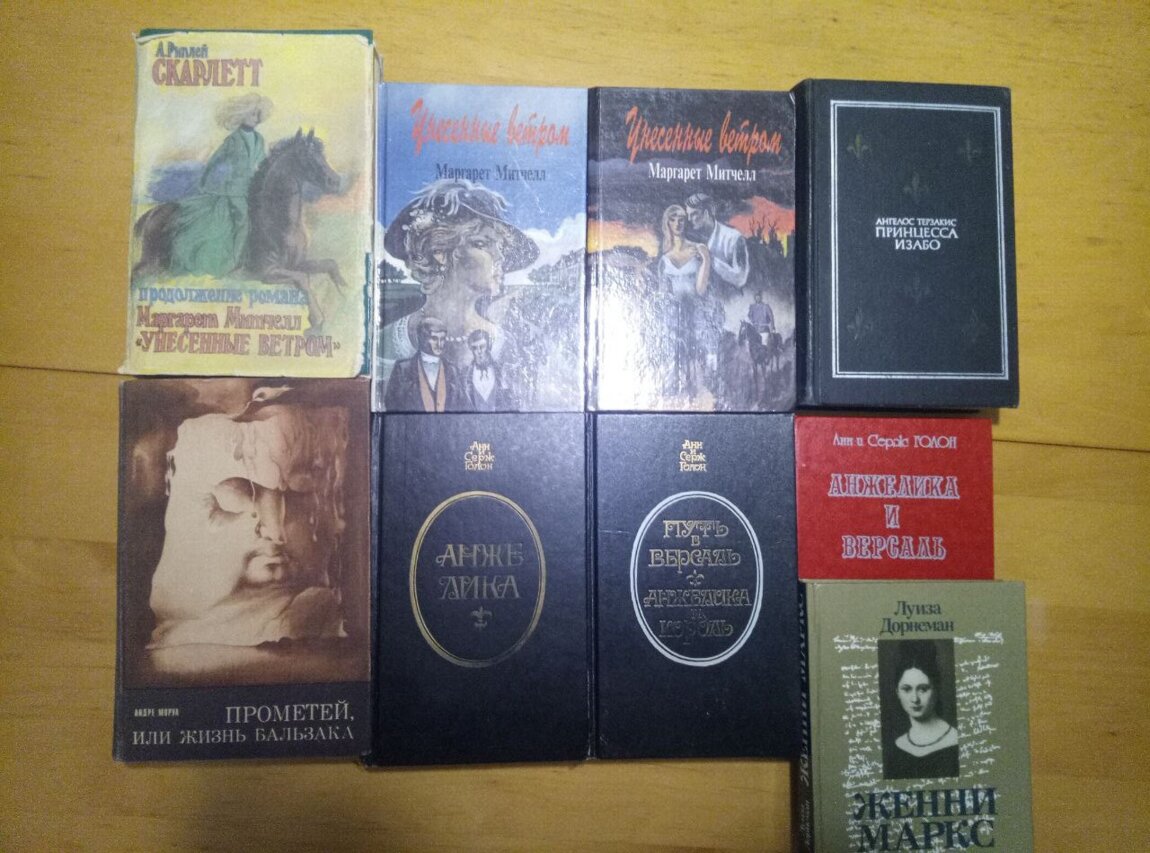 А.Риплей
СКАРЛЕТТ
продолжение романа
Маргарет Митчелл
«УНЕСЕННЫЕ ВЕТРОМ»
Унесенные ветром
Маргарет Митчелл
Унесенные ветром
Маргарет Митчелл
АНГЕЛОС ТЕРЗАКИС
ПРИНЦЕССА
ИЗАБО
АНДРЕ МОРУА
ПРОМЕТЕЙ,
ИЛИ ЖИЗНЬ БАЛЬЗАКА
Анн
и
Серж
Голон
АНЖЕ
ЛИКА
Анн
и
Серж
Голон
ПУТЬ
В
ВЕРСАЛЬ
АНЖЕЛИКА
И
КОРОЛЬ
Анн и Серж ГОЛОН
АНЖЕЛИКА
И
ВЕРСАЛЬ
Луиза
Дорнеман
ЖЕННИ
МАРКС